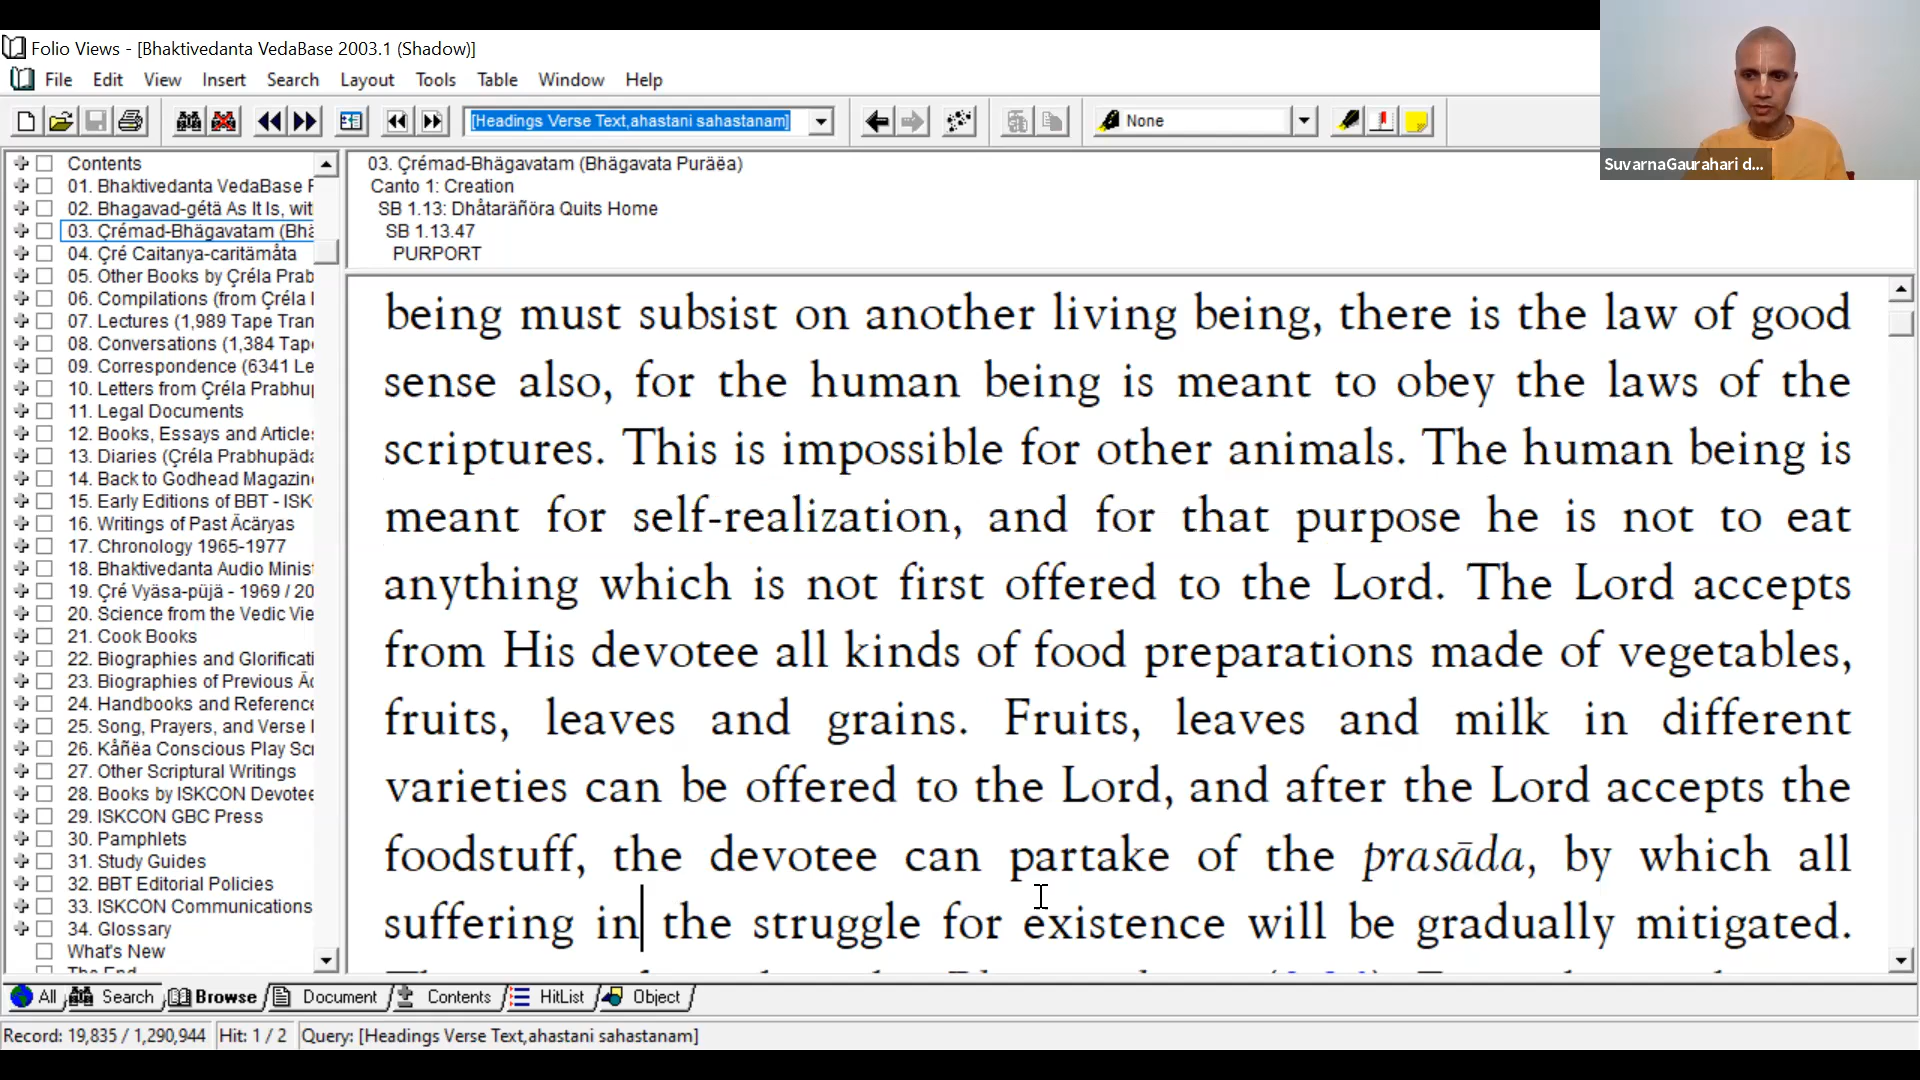 Folio Views - [Bhaktivedanta VedaBase 2003.1 (Shadow)]
File Edit View Insert Search Layout Tools Table Window Help
[Headings Verse Text,ahastani sahastanam]
None
SuvarnaGaurahari d...
Contents
01. Bhaktivedanta VedaBase F
02. Bhagavad-gétä As It Is, wit
03. Çrémad-Bhägavatam (Bhä
04. Çré Caitanya-caritämåta
05. Other Books by Çréla Prab
06. Compilations (from Çréla I
07. Lectures (1,989 Tape Tran
08. Conversations (1,384 Tape
09. Correspondence (6341 Le
10. Letters from Çréla Prabhup
11. Legal Documents
12. Books, Essays and Article:
13. Diaries (Çréla Prabhupäda
14. Back to Godhead Magazin
15. Early Editions of BBT - ISK
16. Writings of Past Äcäryas
17. Chronology 1965-1977
18. Bhaktivedanta Audio Minis
19. Çré Vyäsa-püjä - 1969 / 20
20. Science from the Vedic Vie
21. Cook Books
22. Biographies and Glorificati
23. Biographies of Previous Äc
24. Handbooks and Reference
25. Song, Prayers, and Verse
26. Kåñëa Conscious Play Scr
27. Other Scriptural Writings
28. Books by ISKCON Devotee
29. ISKCON GBC Press
30. Pamphlets
31. Study Guides
32. BBT Editorial Policies
33. ISKCON Communications
34. Glossary
What's New
The End
03. Çrémad-Bhägavatam (Bhägavata Puräëa)
Canto 1: Creation
SB 1.13: Dhåtaräñöra Quits Home
SB 1.13.47
PURPORT
being must subsist on another living being, there is the law of good
sense also, for the human being is meant to obey the laws of the
scriptures. This is impossible for other animals. The human being is
meant for self-realization, and for that purpose he is not to eat
anything which is not first offered to the Lord. The Lord accepts
from His devotee all kinds of food preparations made of vegetables,
fruits, leaves and grains. Fruits, leaves and milk in different
varieties can be offered to the Lord, and after the Lord accepts the
foodstuff, the devotee can partake of the prasāda, by which all
suffering in the struggle for existence will be gradually mitigated.
All Search Browse Document Contents HitList Object
Record: 19,835 / 1,290,944 Hit: 1 / 2 Query: [Headings Verse Text,ahastani sahastanam]